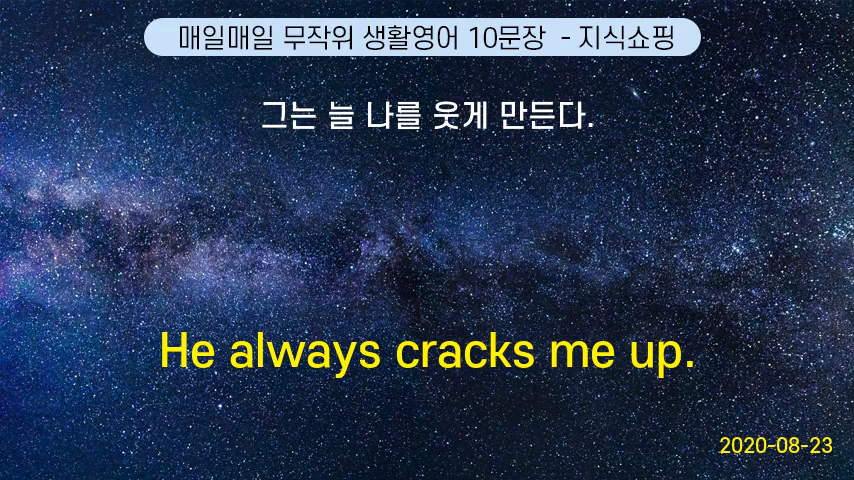 매일매일 무작위 생활영어 10문장 - 지식쇼핑
그는 늘 나를 웃게 만든다.
He always cracks me up.
2020-08-23